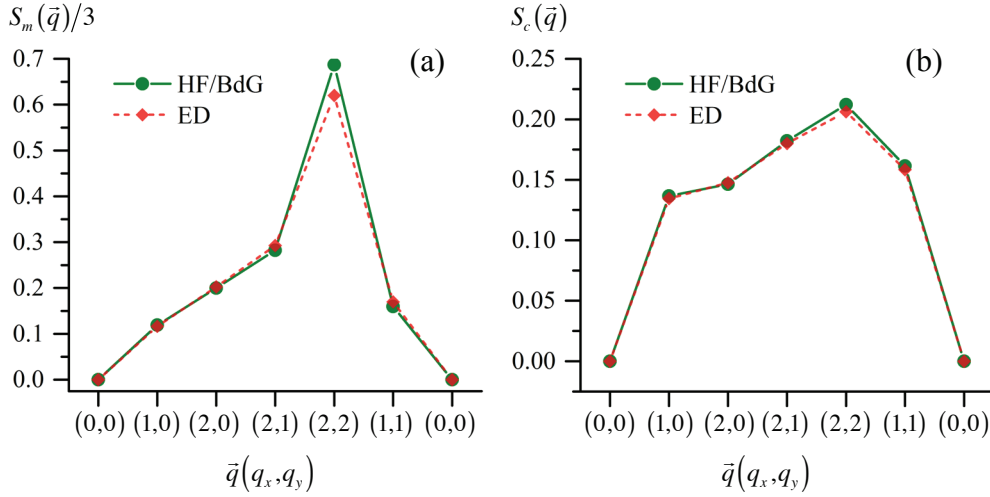 S_m(q⃗)/3
(a)
HF/BdG
ED
0.7
0.6
0.5
0.4
0.3
0.2
0.1
0.0
(0,0) (1,0) (2,0) (2,1) (2,2) (1,1) (0,0)
q⃗(q_x,q_y)
S_c(q⃗)
(b)
HF/BdG
ED
0.25
0.20
0.15
0.10
0.05
0.00
(0,0) (1,0) (2,0) (2,1) (2,2) (1,1) (0,0)
q⃗(q_x,q_y)